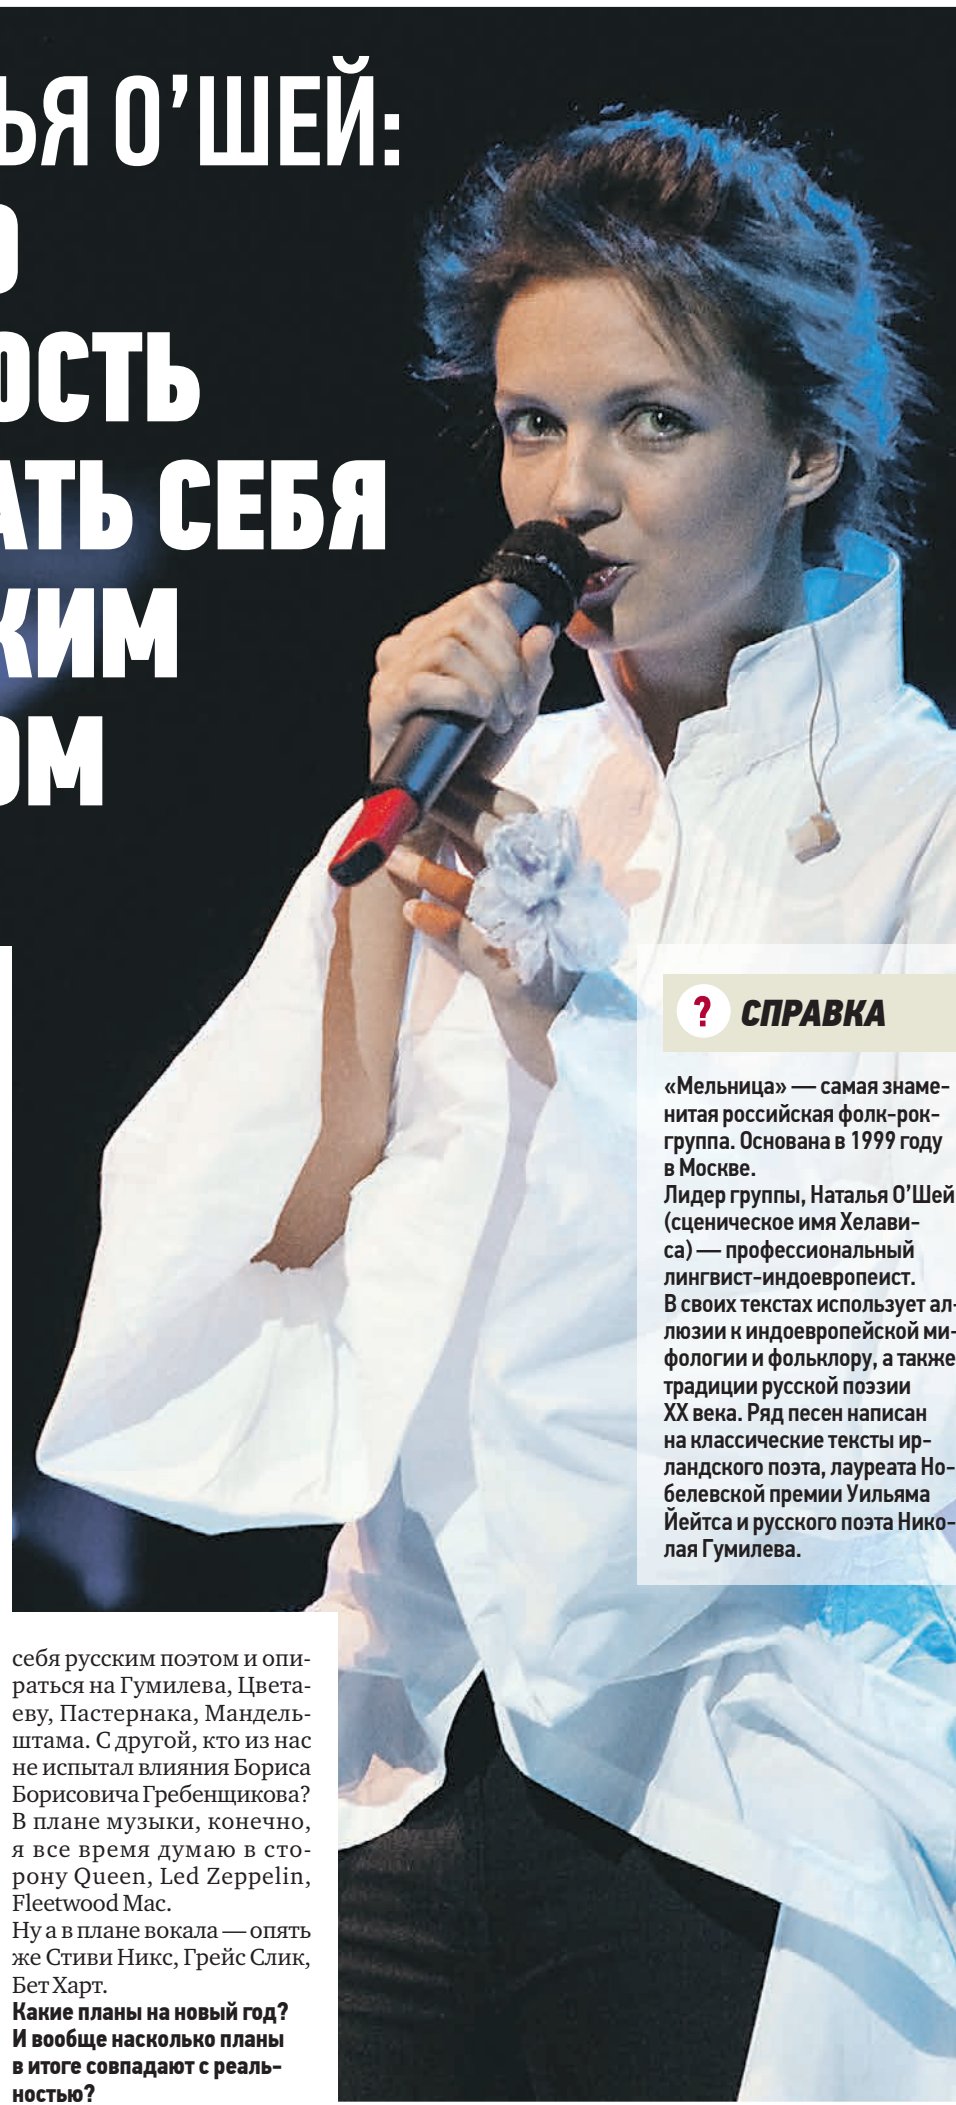 ЬЯ О’ШЕЙ:
О
ОСТЬ
АТЬ СЕБЯ
КИМ
ОМ
? СПРАВКА
«Мельница» — самая знаме-
нитая российская фолк-рок-
группа. Основана в 1999 году
в Москве.
Лидер группы, Наталья О’Шей
(сценическое имя Хелави-
са) — профессиональный
лингвист-индоевропеист.
В своих текстах использует ал-
люзии к индоевропейской ми-
фологии и фольклору, а также
традиции русской поэзии
XX века. Ряд песен написан
на классические тексты ир-
ландского поэта, лауреата Но-
белевской премии Уильяма
Йейтса и русского поэта Нико-
лая Гумилева.
себя русским поэтом и опи-
раться на Гумилева, Цвета-
еву, Пастернака, Мандель-
штама. С другой, кто из нас
не испытал влияния Бориса
Борисовича Гребенщикова?
В плане музыки, конечно,
я все время думаю в сто-
рону Queen, Led Zeppelin,
Fleetwood Mac.
Ну а в плане вокала — опять
же Стиви Никс, Грейс Слик,
Бет Харт.
Какие планы на новый год?
И вообще насколько планы
в итоге совпадают с реаль-
ностью?